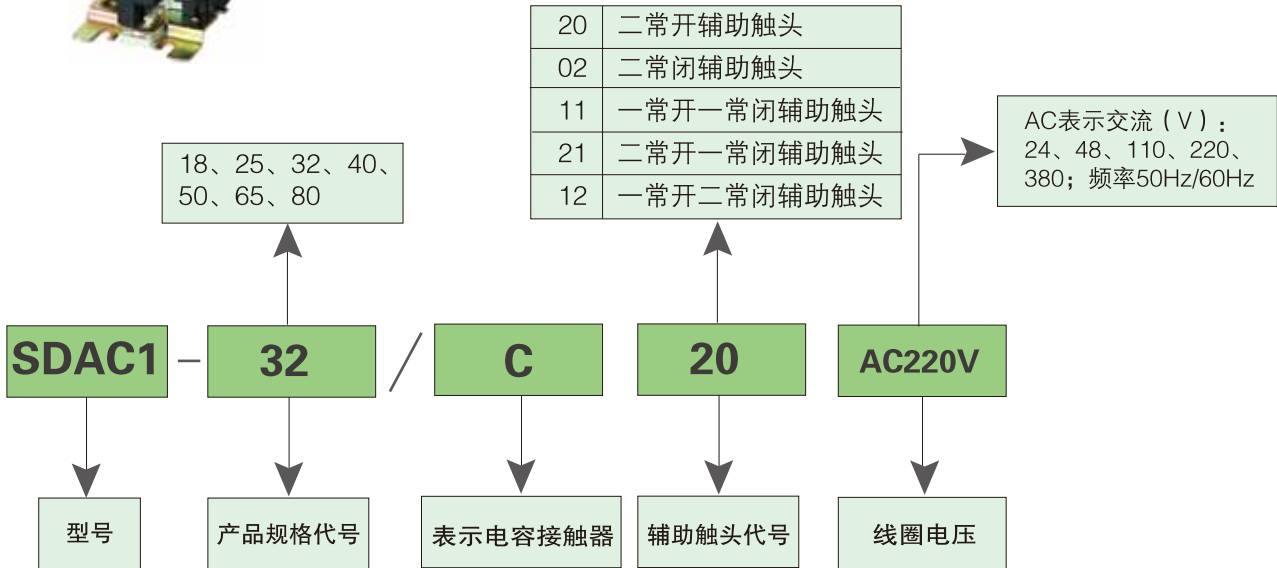 20 二常开辅助触头
02 二常闭辅助触头
11 一常开一常闭辅助触头
21 二常开一常闭辅助触头
12 一常开二常闭辅助触头
AC表示交流（V）：
24、48、110、220、
380；频率50Hz/60Hz
18、25、32、40、
50、65、80
SDAC1 - 32 / C 20 AC220V
型号 产品规格代号 表示电容接触器 辅助触头代号 线圈电压